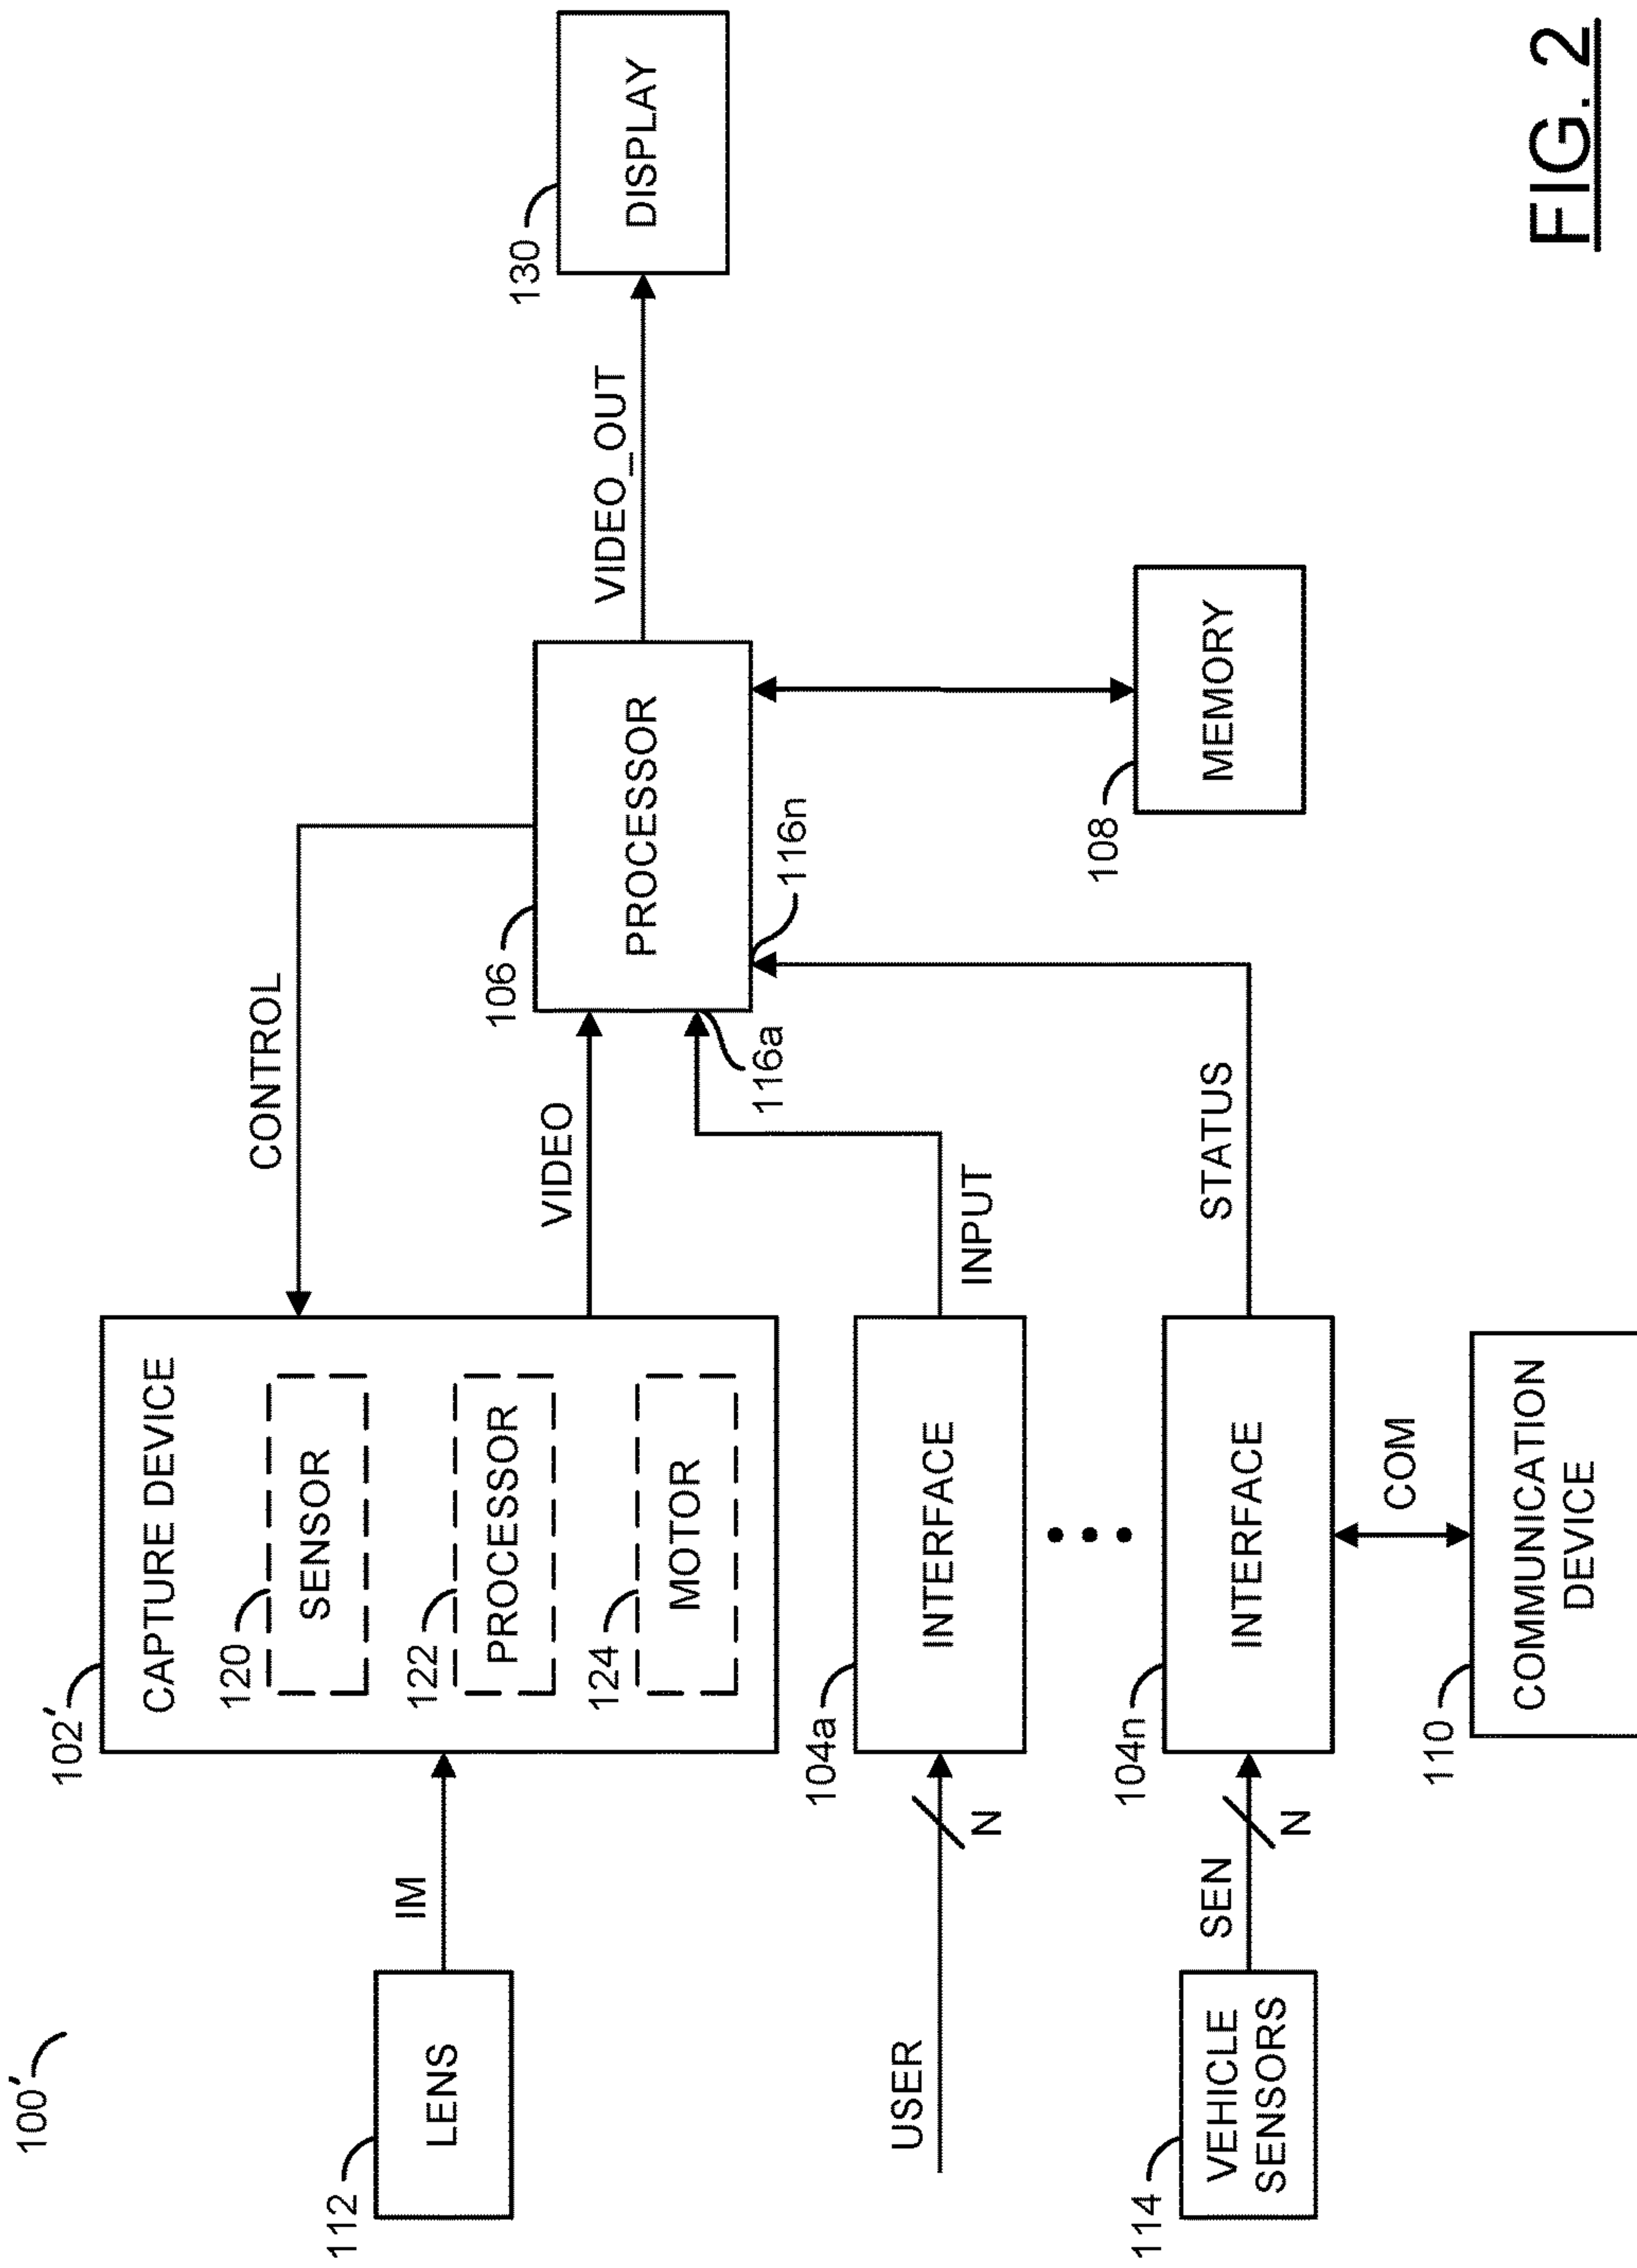 100'
102'
CAPTURE DEVICE
CONTROL
120
SENSOR
112
LENS
IM
122
PROCESSOR
VIDEO
106
PROCESSOR
VIDEO_OUT
130
DISPLAY
124
MOTOR
116a
116n
104a
USER
N
INTERFACE
INPUT
108
MEMORY
104n
114
VEHICLE
SENSORS
SEN
N
INTERFACE
STATUS
COM
110
COMMUNICATION
DEVICE
FIG. 2